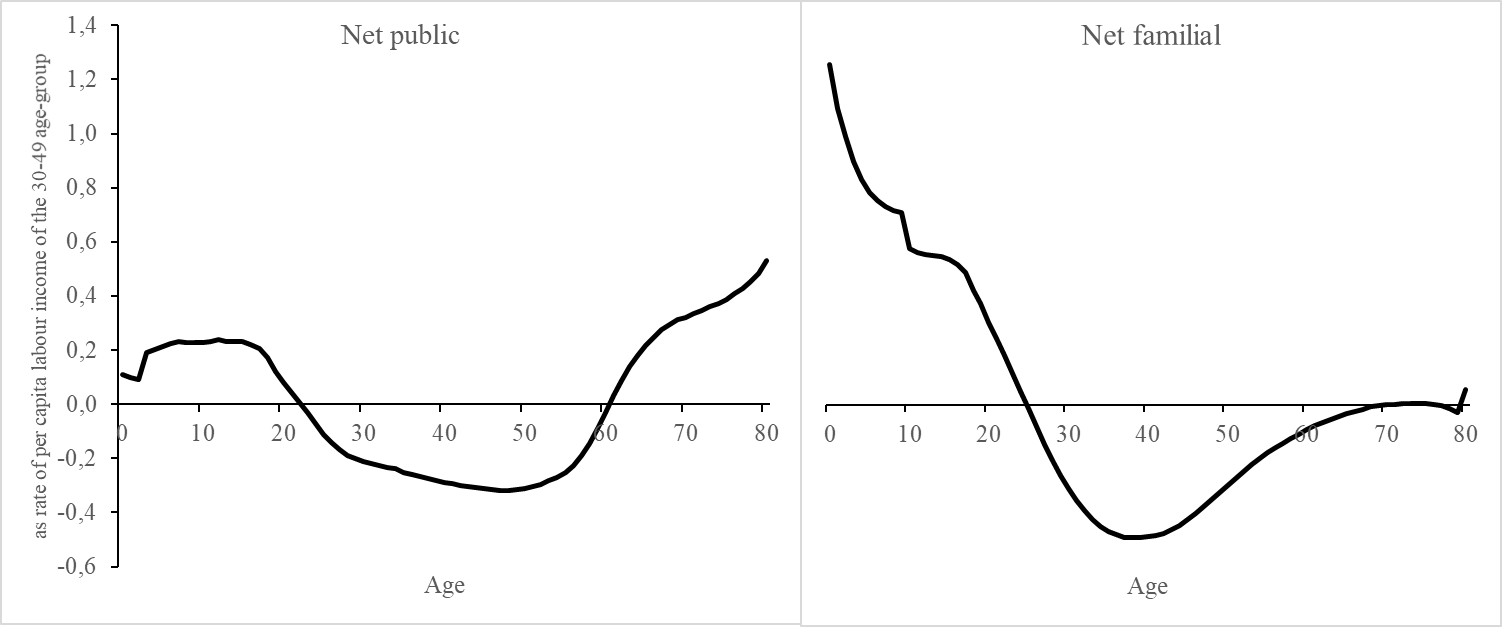 Net public
as rate of per capita labour income of the 30-49 age-group
1,4
1,2
1,0
0,8
0,6
0,4
0,2
0,0
-0,2
-0,4
-0,6
0 10 20 30 40 50 60 70 80
Age
Net familial
0 10 20 30 40 50 60 70 80
Age